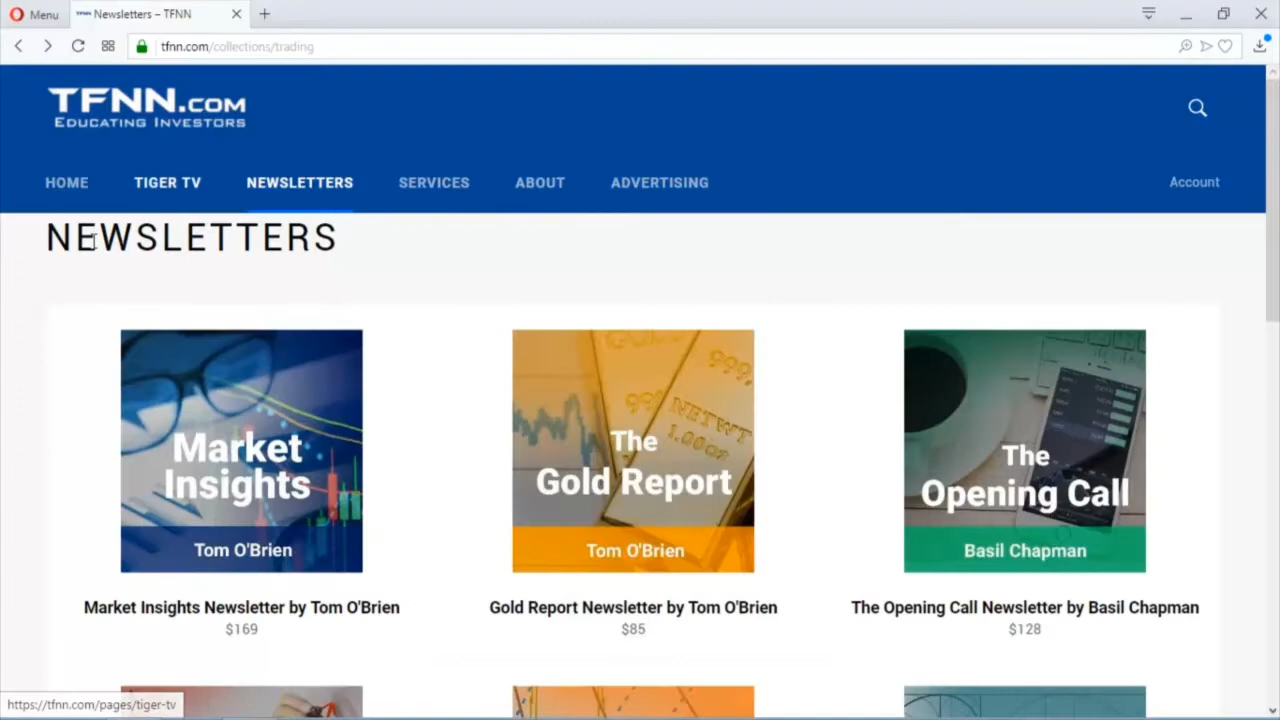 Menu
Newsletters – TFNN
tfnn.com/collections/trading
TFNN.COM
EDUCATING INVESTORS
HOME TIGER TV NEWSLETTERS SERVICES ABOUT ADVERTISING Account
NEWSLETTERS
Market
Insights
Tom O'Brien
The
Gold Report
Tom O'Brien
The
Opening Call
Basil Chapman
Market Insights Newsletter by Tom O'Brien
$169
Gold Report Newsletter by Tom O'Brien
$85
The Opening Call Newsletter by Basil Chapman
$128
https://tfnn.com/pages/tiger-tv